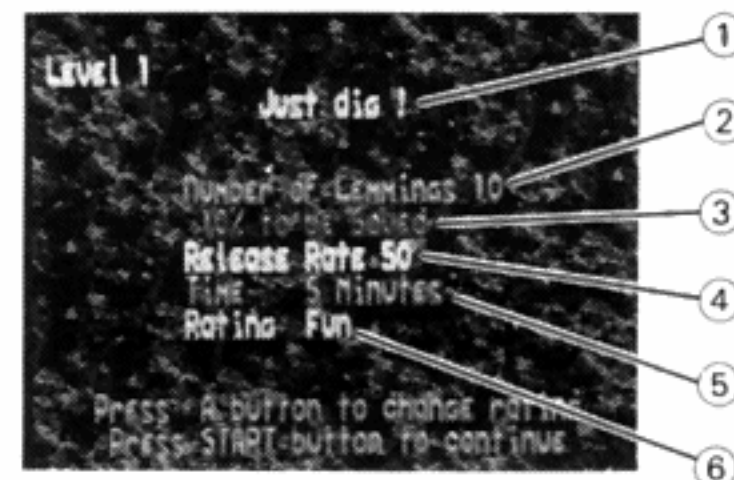 Level 1
Just dig !
Number of Lemmings 10
10% to be Saved
Release Rate 50
Time 5 Minutes
Rating Fun
Press A button to change rating
Press START button to continue
1
2
3
4
5
6